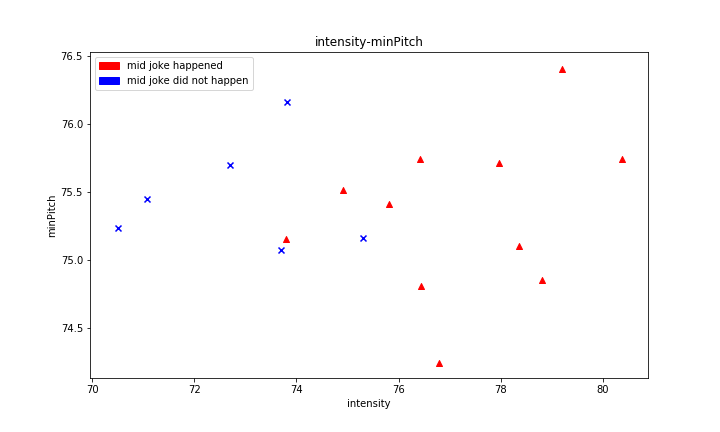 intensity-minPitch
mid joke happened
mid joke did not happen
76.5
76.0
75.5
75.0
74.5
minPitch
70 72 74 76 78 80
intensity